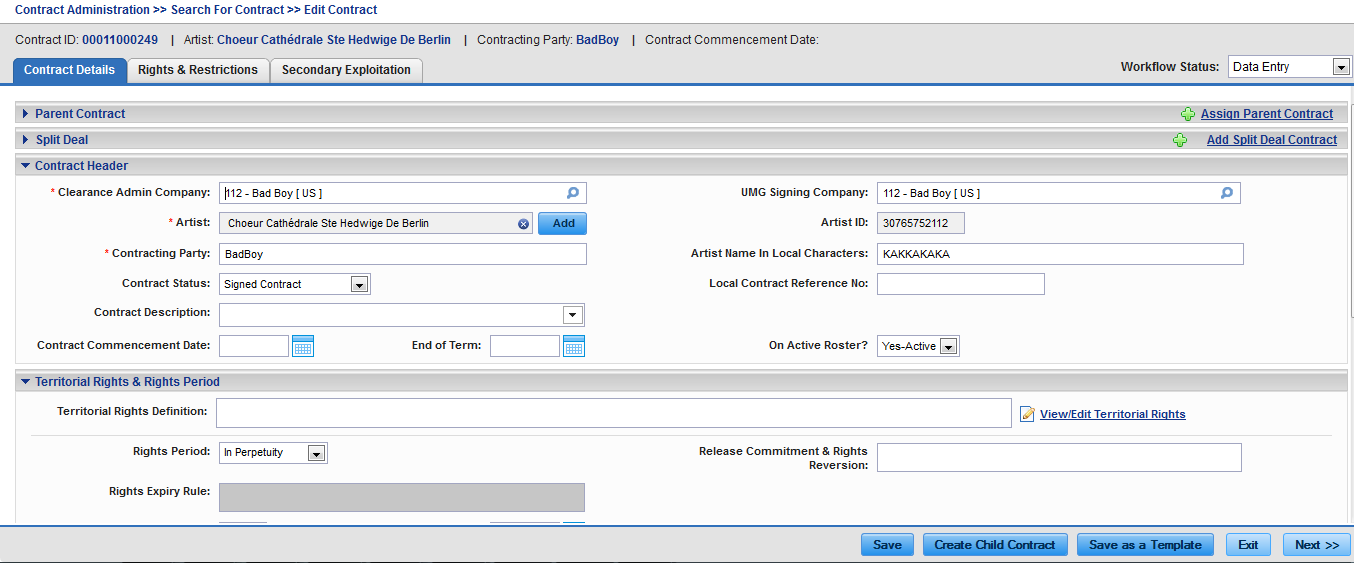 Contract Administration >> Search For Contract >> Edit Contract
Contract ID: 00011000249 | Artist: Choeur Cathédrale Ste Hedwige De Berlin | Contracting Party: BadBoy | Contract Commencement Date:
Contract Details Rights & Restrictions Secondary Exploitation Workflow Status: Data Entry
Parent Contract Assign Parent Contract
Split Deal Add Split Deal Contract
Contract Header
* Clearance Admin Company: 112 - Bad Boy [ US ] UMG Signing Company: 112 - Bad Boy [ US ]
* Artist: Choeur Cathédrale Ste Hedwige De Berlin Add Artist ID: 30765752112
* Contracting Party: BadBoy Artist Name In Local Characters: KAKKAKAKA
Contract Status: Signed Contract Local Contract Reference No:
Contract Description:
Contract Commencement Date: End of Term: On Active Roster? Yes-Active
Territorial Rights & Rights Period
Territorial Rights Definition: View/Edit Territorial Rights
Rights Period: In Perpetuity Release Commitment & Rights
Reversion:
Rights Expiry Rule:
Save Create Child Contract Save as a Template Exit Next >>